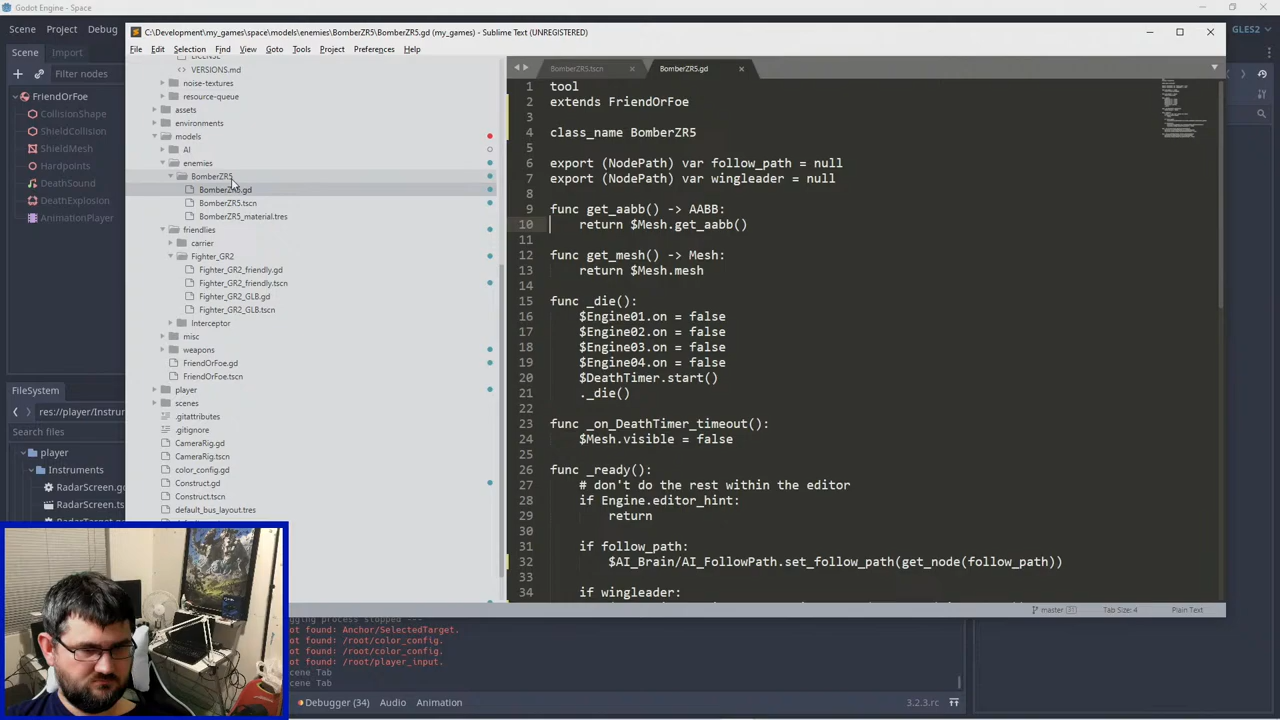 Godot Engine - Space
Scene Project Debug
GLES2
Scene Import
Filter nodes
FriendOrFoe
CollisionShape
ShieldCollision
ShieldMesh
Hardpoints
DeathSound
DeathExplosion
AnimationPlayer
FileSystem
res://player/Instrun
Search files
player
Instruments
RadarScreen.gd
RadarScreen.ts
C:\Development\my_games\space\models\enemies\BomberZR5\BomberZR5.gd (my_games) - Sublime Text (UNREGISTERED)
File Edit Selection Find View Goto Tools Project Preferences Help
LICENSE
VERSIONS.md
noise-textures
resource-queue
assets
environments
models
AI
enemies
BomberZR5
BomberZR5.gd
BomberZR5.tscn
BomberZR5_material.tres
friendlies
carrier
Fighter_GR2
Fighter_GR2_friendly.gd
Fighter_GR2_friendly.tscn
Fighter_GR2_GLB.gd
Fighter_GR2_GLB.tscn
Interceptor
misc
weapons
FriendOrFoe.gd
FriendOrFoe.tscn
player
scenes
.gitattributes
.gitignore
CameraRig.gd
CameraRig.tscn
color_config.gd
Construct.gd
Construct.tscn
default_bus_layout.tres
BomberZR5.tscn
BomberZR5.gd
1 tool
2 extends FriendOrFoe
3
4 class_name BomberZR5
5
6 export (NodePath) var follow_path = null
7 export (NodePath) var wingleader = null
8
9 func get_aabb() -> AABB:
10 return $Mesh.get_aabb()
11
12 func get_mesh() -> Mesh:
13 return $Mesh.mesh
14
15 func _die():
16 $Engine01.on = false
17 $Engine02.on = false
18 $Engine03.on = false
19 $Engine04.on = false
20 $DeathTimer.start()
21 ._die()
22
23 func _on_DeathTimer_timeout():
24 $Mesh.visible = false
25
26 func _ready():
27 # don't do the rest within the editor
28 if Engine.editor_hint:
29 return
30
31 if follow_path:
32 $AI_Brain/AI_FollowPath.set_follow_path(get_node(follow_path))
33
34 if wingleader:
master 31 Tab Size: 4 Plain Text
gging process stopped ---
ot found: Anchor/SelectedTarget.
ot found: /root/color_config.
ot found: /root/color_config.
ot found: /root/player_input.
cene Tab
cene Tab
Debugger (34) Audio Animation 3.2.3.rc